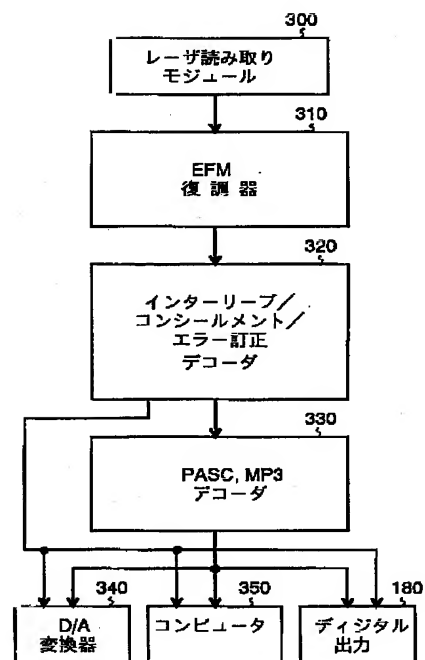 300
レーザ読み取り
モジュール
310
EFM
復調器
320
インターリーブ/
コンシールメント/
エラー訂正
デコーダ
330
PASC, MP3
デコーダ
340
D/A
変換器
350
コンピュータ
180
ディジタル
出力